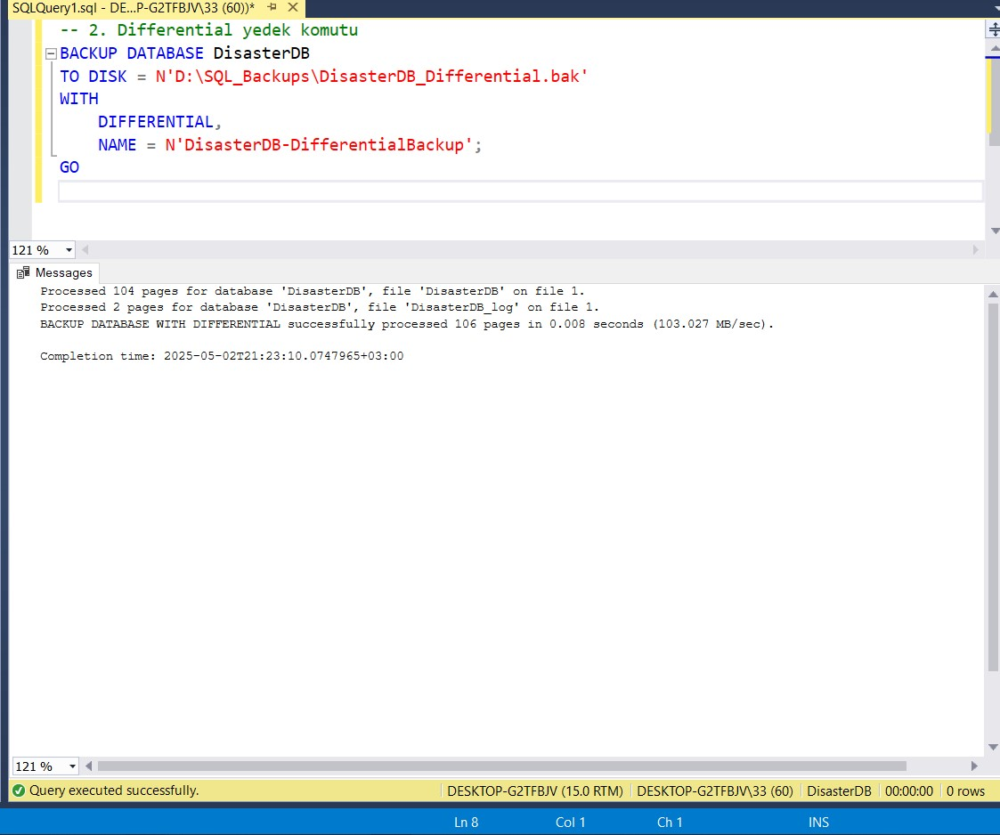 SQLQuery1.sql - DE...P-G2TFBJV\33 (60))*
-- 2. Differential yedek komutu
BACKUP DATABASE DisasterDB
TO DISK = N'D:\SQL_Backups\DisasterDB_Differential.bak'
WITH
    DIFFERENTIAL,
    NAME = N'DisasterDB-DifferentialBackup';
GO
121 %
Messages
Processed 104 pages for database 'DisasterDB', file 'DisasterDB' on file 1.
Processed 2 pages for database 'DisasterDB', file 'DisasterDB_log' on file 1.
BACKUP DATABASE WITH DIFFERENTIAL successfully processed 106 pages in 0.008 seconds (103.027 MB/sec).
Completion time: 2025-05-02T21:23:10.0747965+03:00
121 %
Query executed successfully. DESKTOP-G2TFBJV (15.0 RTM) DESKTOP-G2TFBJV\33 (60) DisasterDB 00:00:00 0 rows
Ln 8 Col 1 Ch 1 INS